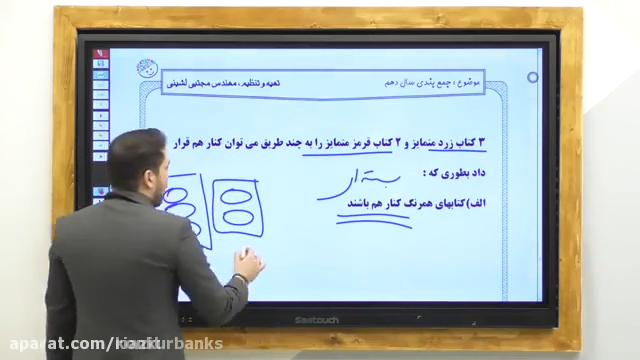 موضوع : جمع بندی سال دهم
تهیه و تنظیم، مهندس مجتبی لشینی
۳ کتاب زرد متمایز و ۲ کتاب قرمز متمایز را به چند طریق می توان کنار هم قرار
داد بطوری که :
بسته ای
الف)کتابهای همرنگ کنار هم باشند
Sastouch
aparat.com/